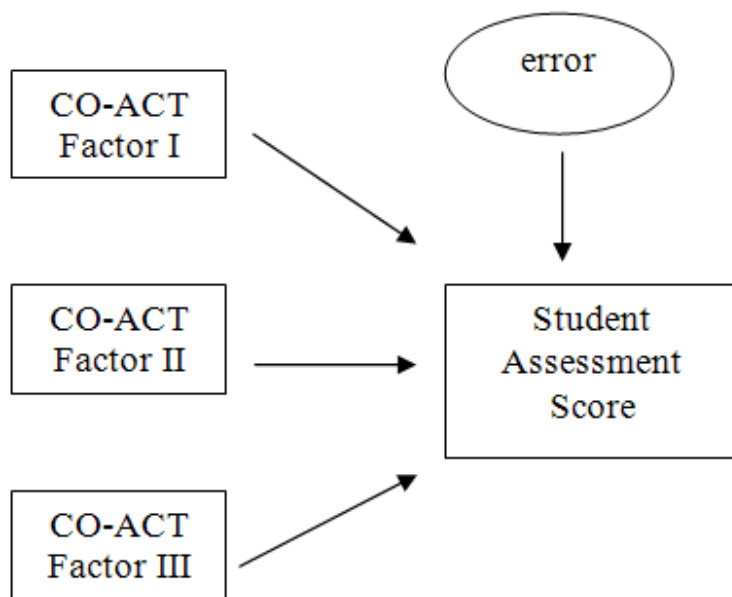 error
CO-ACT
Factor I
CO-ACT
Factor II
Student
Assessment
Score
CO-ACT
Factor III